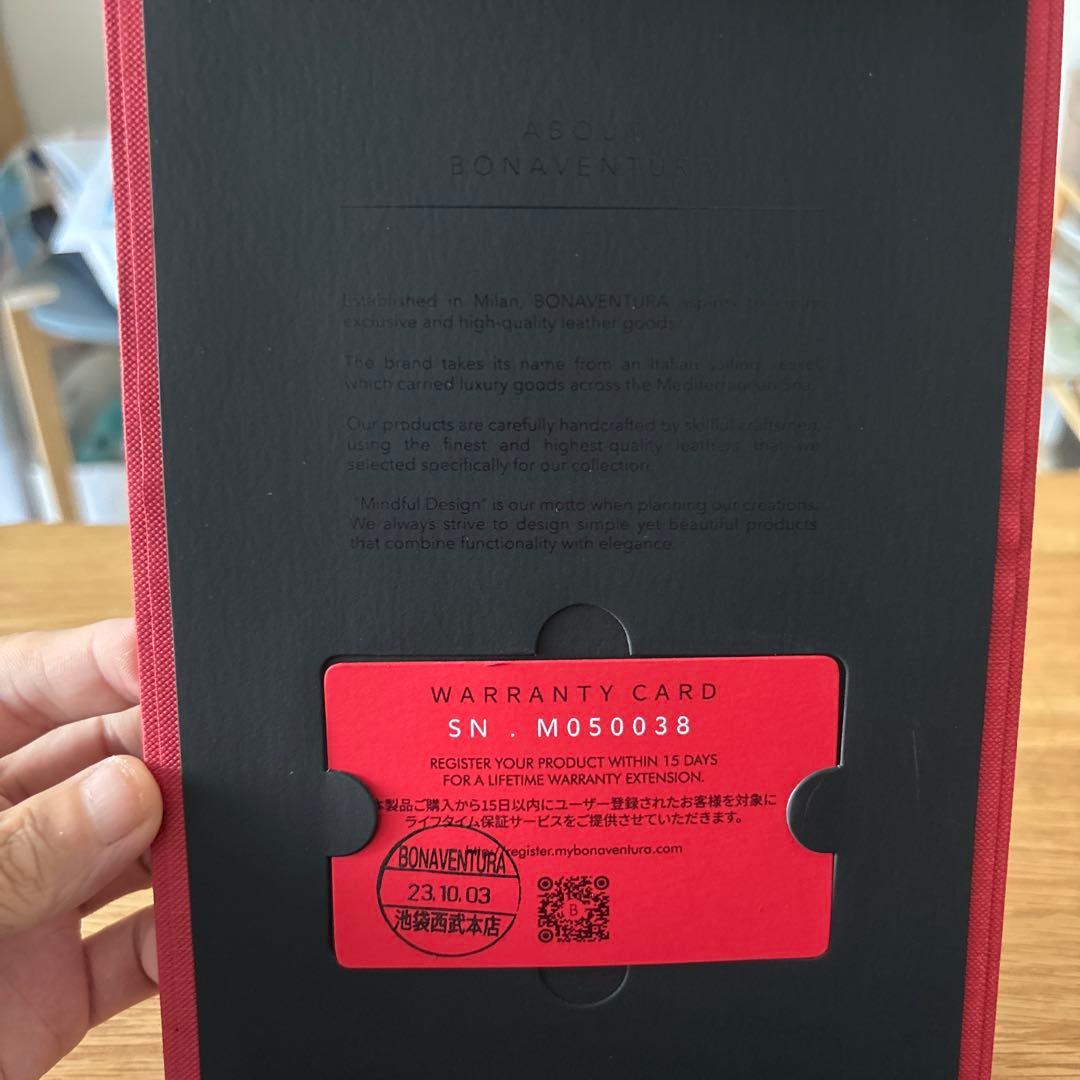 ABOUT
BONAVENTURA
Established in Milan, BONAVENTURA aspires to create
exclusive and high-quality leather goods.
The brand takes its name from an Italian sailing vessel
which carried luxury goods across the Mediterranean Sea.
Our products are carefully handcrafted by skillful craftsmen
using the finest and highest-quality leathers that we
selected specifically for our collection.
"Mindful Design" is our motto when planning our creations.
We always strive to design simple yet beautiful products
that combine functionality with elegance.
WARRANTY CARD
SN . M050038
REGISTER YOUR PRODUCT WITHIN 15 DAYS
FOR A LIFETIME WARRANTY EXTENSION.
本製品ご購入から15日以内にユーザー登録されたお客様を対象に
ライフタイム保証サービスをご提供させていただきます。
http://register.mybonaventura.com
BONAVENTURA
23.10.03
池袋西武本店
B